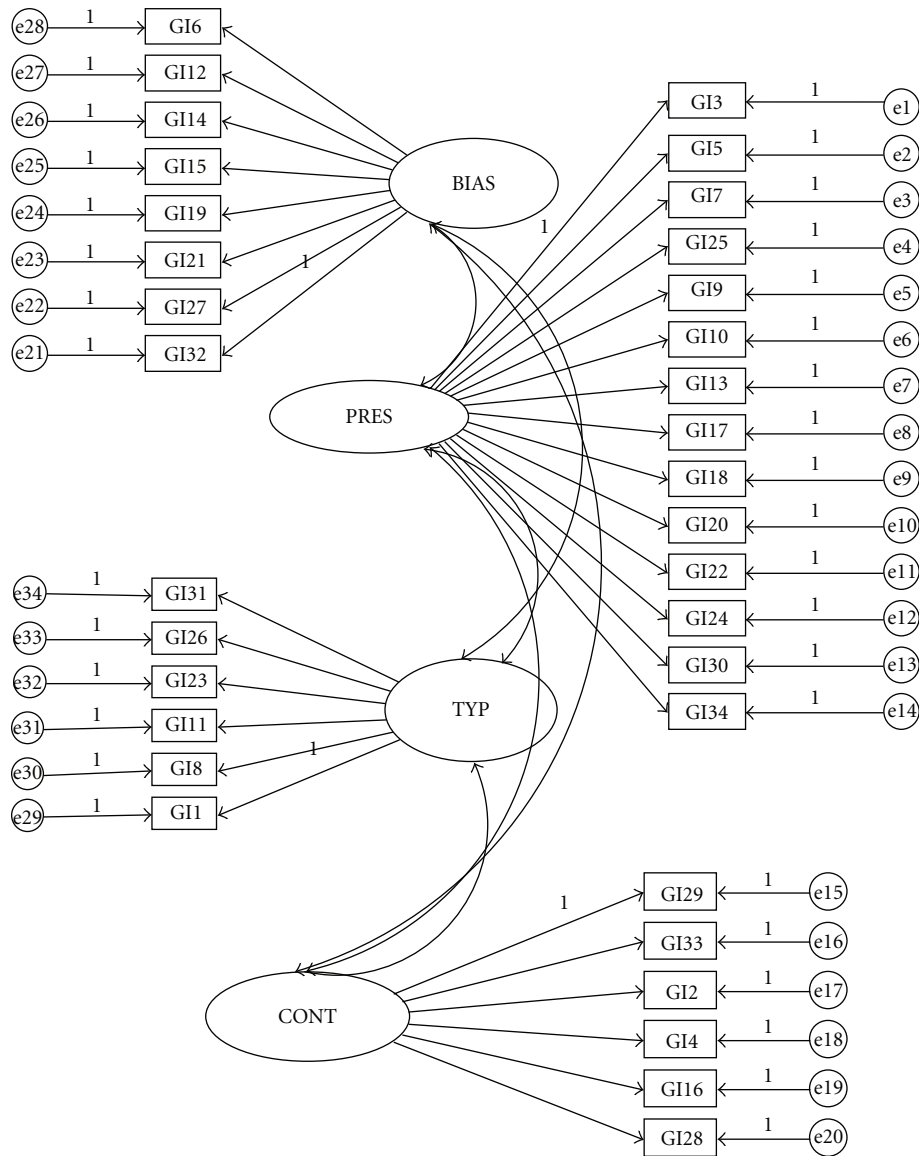 e28 1 GI6
e27 1 GI12
e26 1 GI14
e25 1 GI15
e24 1 GI19
e23 1 GI21
e22 1 GI27 1
e21 1 GI32
BIAS
GI3 1 e1
GI5 1 e2
GI7 1 e3
1 GI25 1 e4
GI9 1 e5
GI10 1 e6
GI13 1 e7
GI17 1 e8
GI18 1 e9
GI20 1 e10
GI22 1 e11
GI24 1 e12
GI30 1 e13
GI34 1 e14
PRES
e34 1 GI31
e33 1 GI26
e32 1 GI23
e31 1 GI11
e30 1 GI8 1
e29 1 GI1
TYP
1 GI29 1 e15
GI33 1 e16
GI2 1 e17
GI4 1 e18
GI16 1 e19
GI28 1 e20
CONT